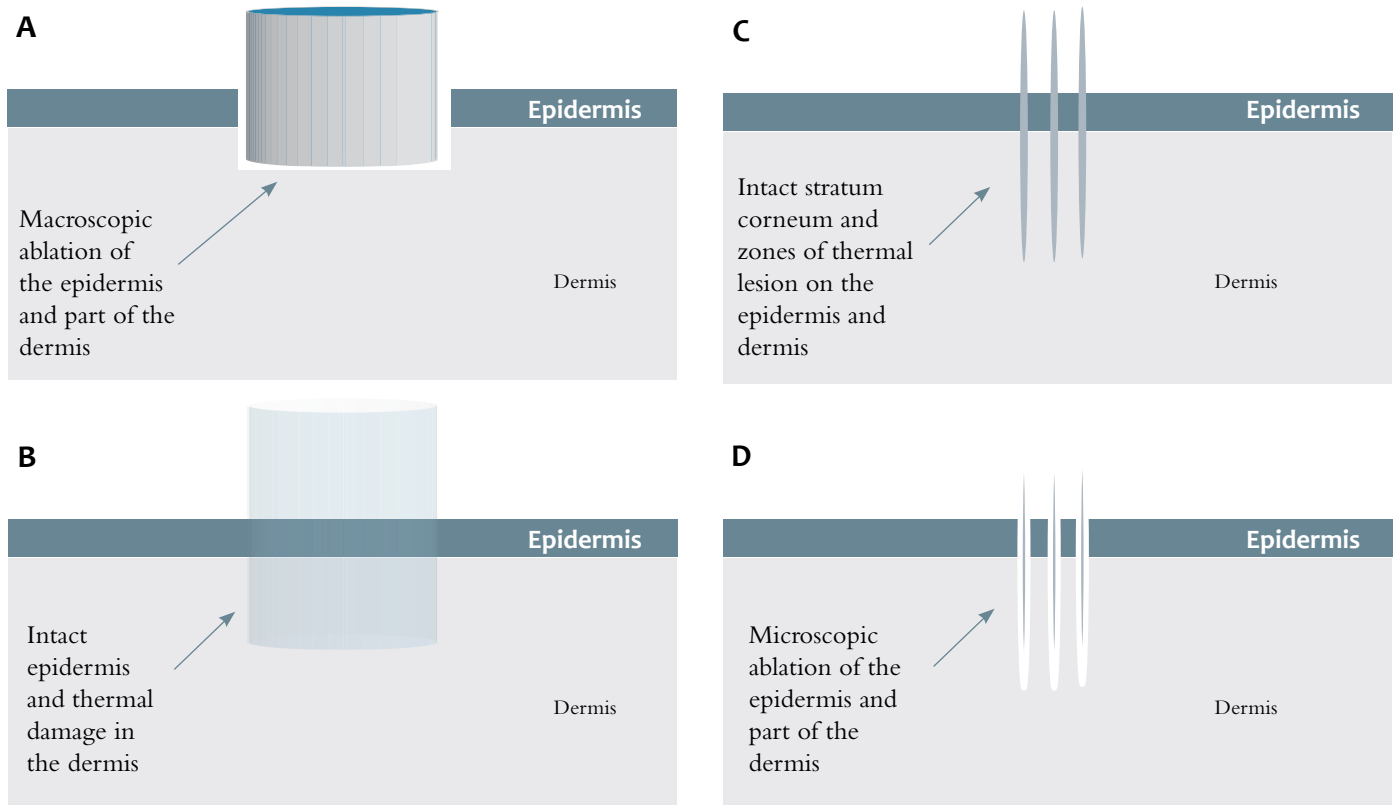 A
Epidermis
Macroscopic
ablation of
the epidermis
and part of the
dermis
Dermis
B
Epidermis
Intact
epidermis
and thermal
damage in
the dermis
Dermis
C
Epidermis
Intact stratum
corneum and
zones of thermal
lesion on the
epidermis and
dermis
Dermis
D
Epidermis
Microscopic
ablation of the
epidermis and
part of the
dermis
Dermis